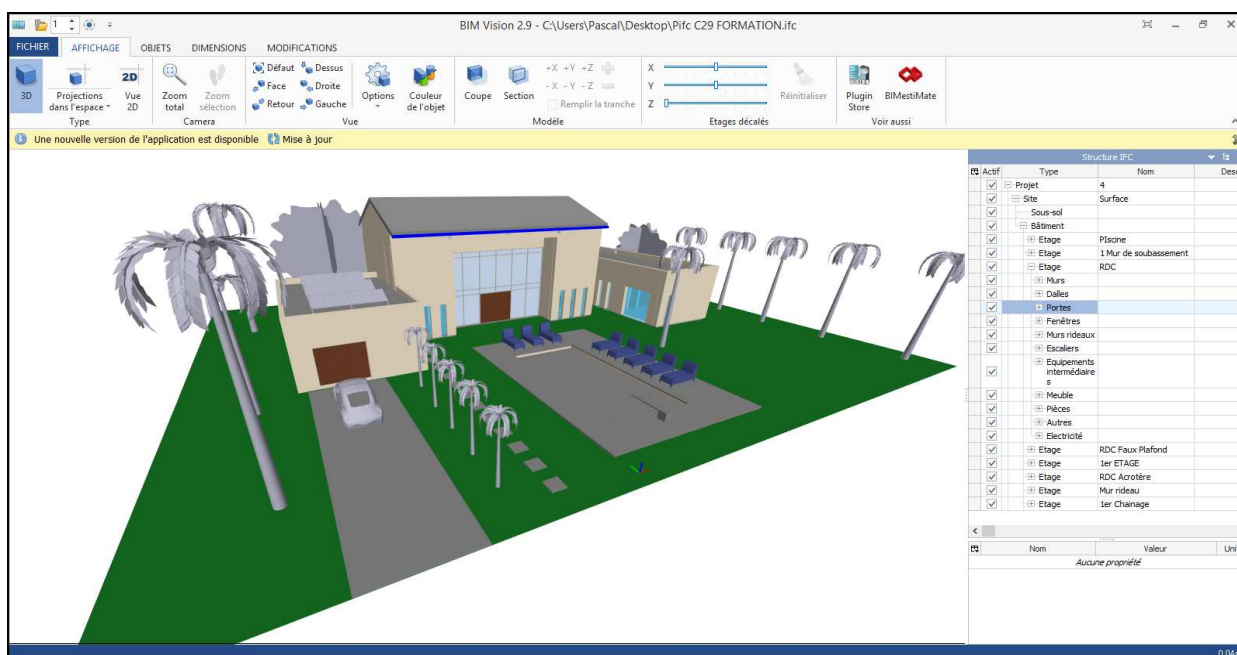 1
BIM Vision 2.9 - C:\Users\Pascal\Desktop\Pifc C29 FORMATION.ifc
FICHIER AFFICHAGE OBJETS DIMENSIONS MODIFICATIONS
3D
Projections dans l'espace
2D Vue 2D
Type
Zoom total
Zoom sélection
Camera
Défaut Dessus
Face Droite
Retour Gauche
Options
Couleur de l'objet
Vue
Coupe
Section
+X +Y +Z
-X -Y -Z
Remplir la tranche
Modèle
X
Y
Z
Réinitialiser
Etages décalés
Plugin Store
BIMestiMate
Voir aussi
Une nouvelle version de l'application est disponible Mise à jour
Structure IFC
Actif Type Nom Desc
Projet 4
Site Surface
Sous-sol
Bâtiment
Etage PIscine
Etage 1 Mur de soubassement
Etage RDC
Murs
Dalles
Portes
Fenêtres
Murs rideaux
Escaliers
Equipements
intermédiaire
s
Meuble
Pièces
Autres
Electricité
Etage RDC Faux Plafond
Etage 1er ETAGE
Etage RDC Acrotère
Etage Mur rideau
Etage 1er Chainage
Nom Valeur Uni
Aucune propriété